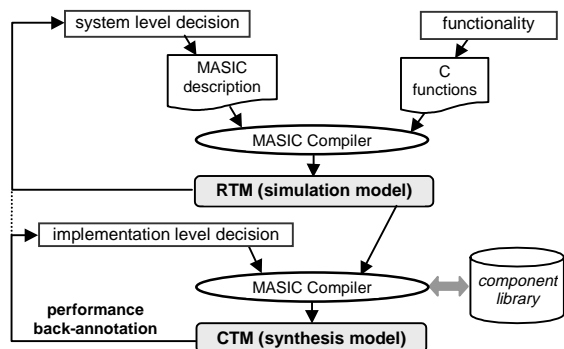 system level decision
functionality
MASIC
description
C
functions
MASIC Compiler
RTM (simulation model)
implementation level decision
MASIC Compiler
component
library
performance
back-annotation
CTM (synthesis model)